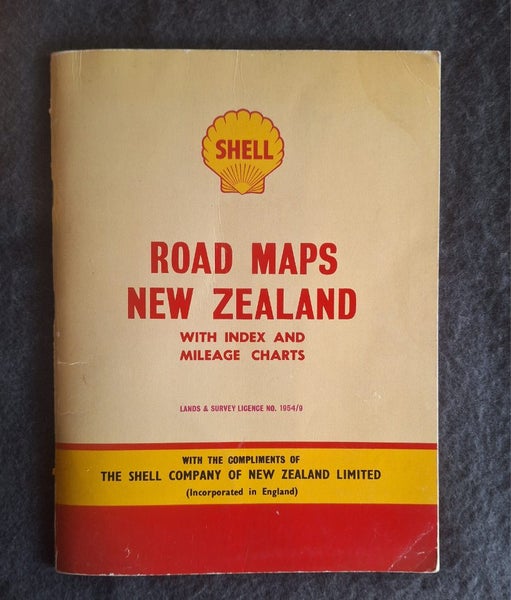 SHELL
ROAD MAPS
NEW ZEALAND
WITH INDEX AND
MILEAGE CHARTS
LANDS & SURVEY LICENCE NO. 1954/9
WITH THE COMPLIMENTS OF
THE SHELL COMPANY OF NEW ZEALAND LIMITED
(Incorporated in England)